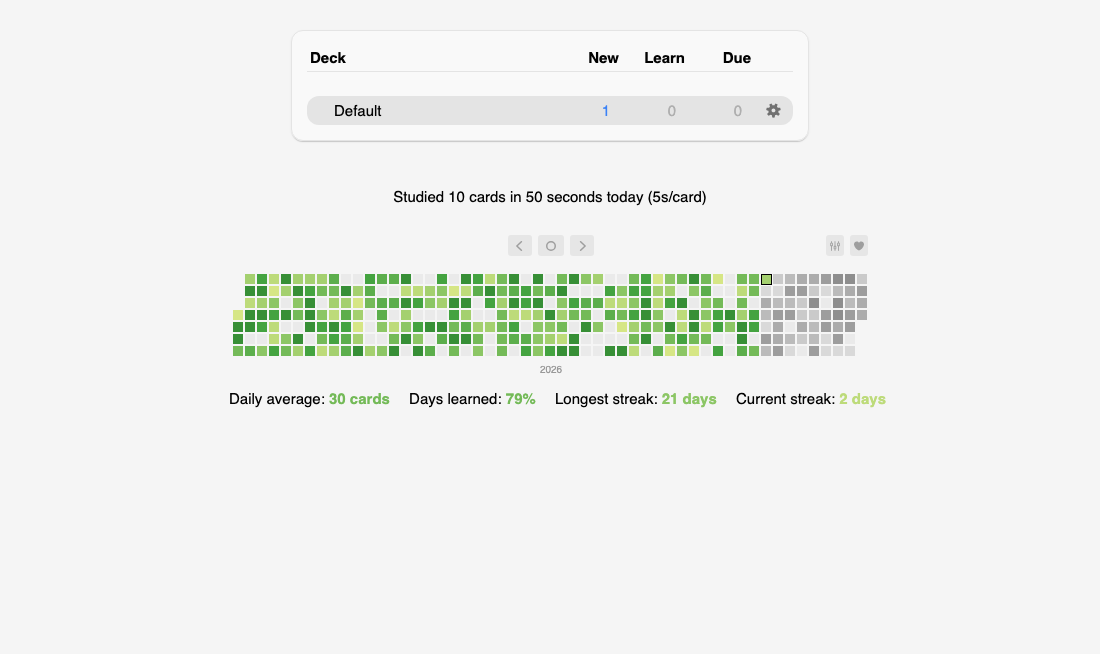 Deck New Learn Due
Default 1 0 0
Studied 10 cards in 50 seconds today (5s/card)
2026
Daily average: 30 cards Days learned: 79% Longest streak: 21 days Current streak: 2 days